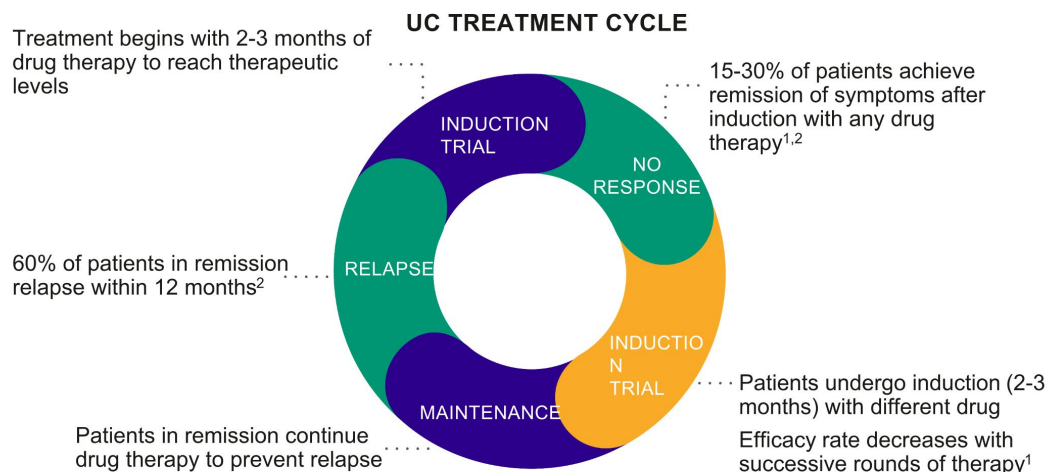 UC TREATMENT CYCLE
Treatment begins with 2-3 months of
drug therapy to reach therapeutic
levels
INDUCTION
TRIAL
15-30% of patients achieve
remission of symptoms after
induction with any drug
therapy1,2
NO
RESPONSE
60% of patients in remission
relapse within 12 months2
RELAPSE
INDUCTIO
N
TRIAL
Patients undergo induction (2-3
months) with different drug
Efficacy rate decreases with
successive rounds of therapy1
MAINTENANCE
Patients in remission continue
drug therapy to prevent relapse